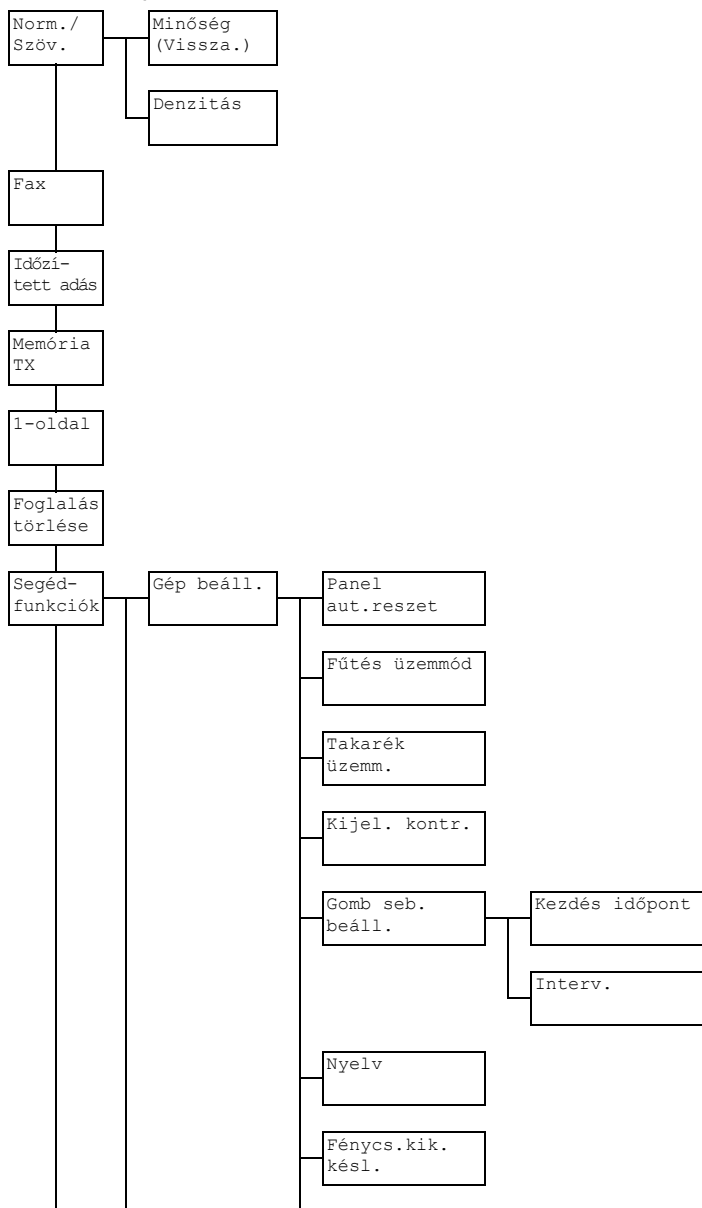 Norm./
Szöv.
Minőség
(Vissza.)
Denzitás
Fax
Időzí-
tett adás
Memória
TX
1-oldal
Foglalás
törlése
Segéd-
funkciók
Gép beáll.
Panel
aut.reszet
Fűtés üzemmód
Takarék
üzemm.
Kijel. kontr.
Gomb seb.
beáll.
Kezdés időpont
Interv.
Nyelv
Fénycs.kik.
késl.